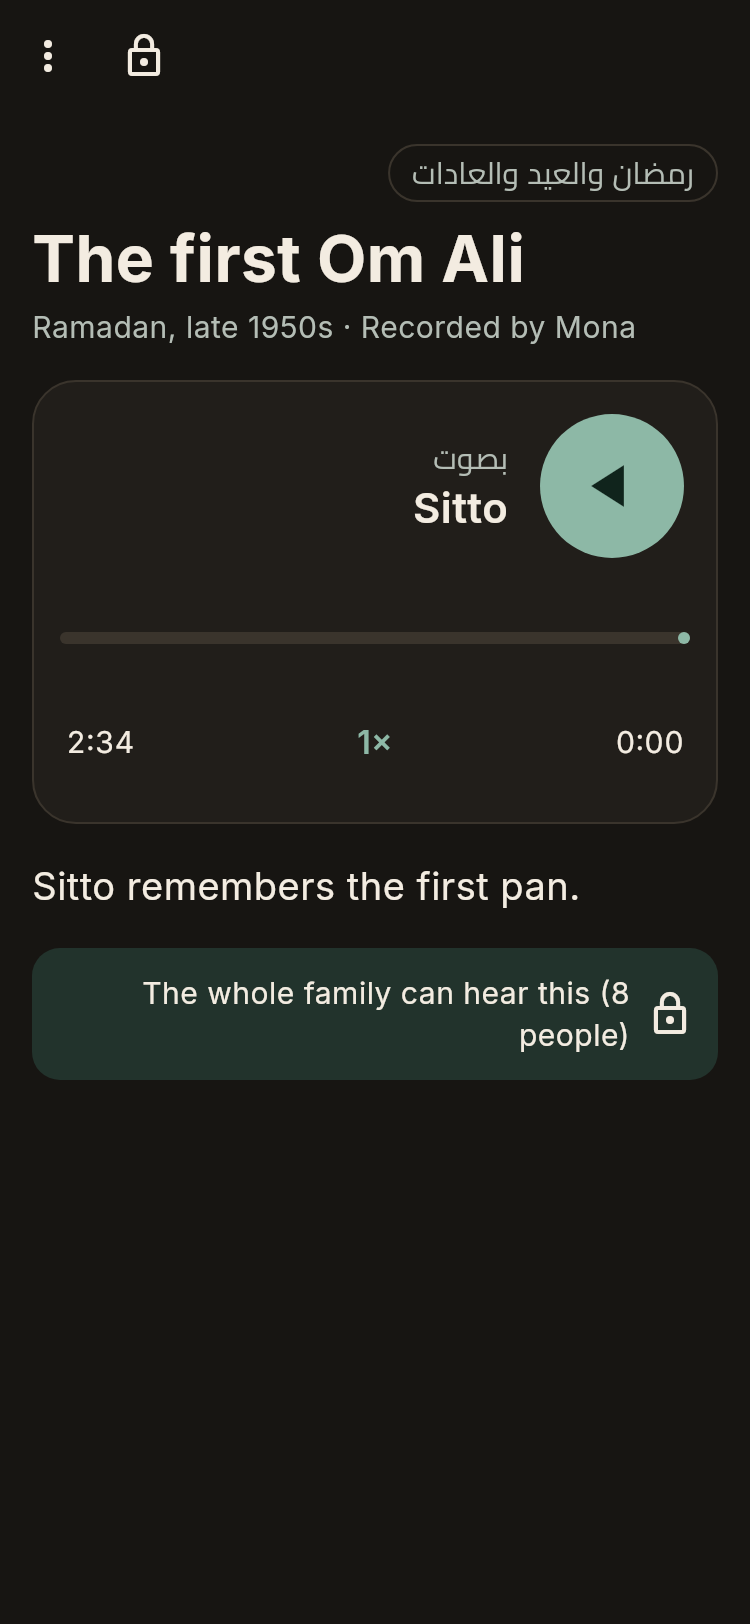 رمضان والعيد والعادات
The first Om Ali
Ramadan, late 1950s · Recorded by Mona
بصوت
Sitto
0:00
1×
2:34
Sitto remembers the first pan.
The whole family can hear this (8
people)